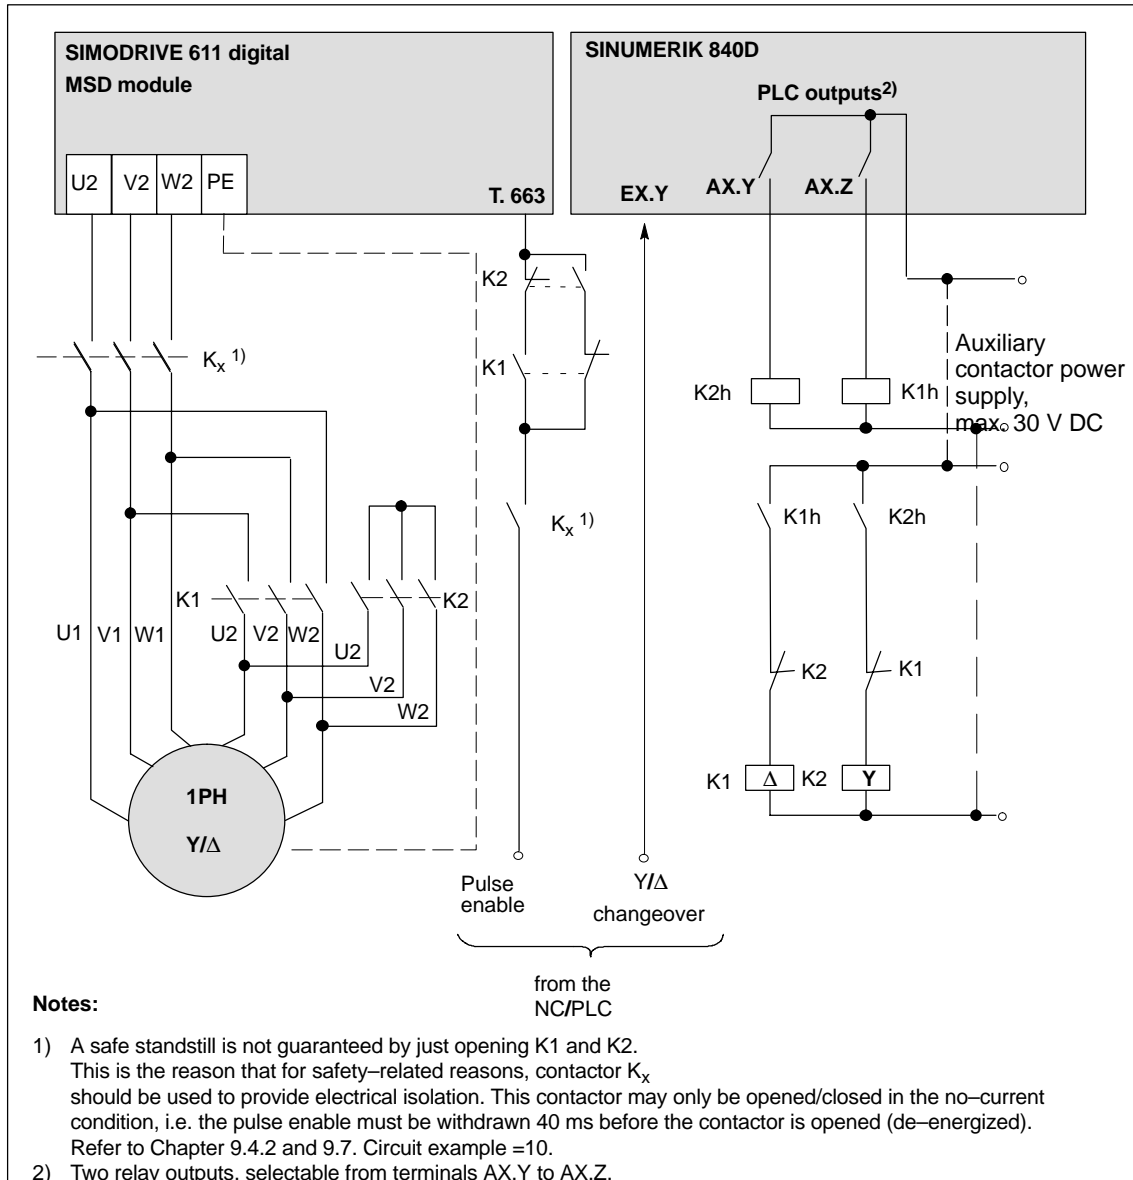 SIMODRIVE 611 digital
MSD module
SINUMERIK 840D
PLC outputs2)
U2 V2 W2 PE
T. 663
EX.Y
AX.Y
AX.Z
K2
K1
Kx 1)
K2h
K1h
Auxiliary
contactor power
supply,
max. 30 V DC
Kx 1)
K1h
K2h
K1
K2
U1 V1 W1
U2 V2 W2
U2
V2
W2
K2
K1
1PH
Y/Δ
K1 Δ K2 Y
Pulse
enable
Y/Δ
changeover
from the
NC/PLC
Notes:
1) A safe standstill is not guaranteed by just opening K1 and K2.
This is the reason that for safety–related reasons, contactor Kx
should be used to provide electrical isolation. This contactor may only be opened/closed in the no–current
condition, i.e. the pulse enable must be withdrawn 40 ms before the contactor is opened (de–energized).
Refer to Chapter 9.4.2 and 9.7. Circuit example =10.
2) Two relay outputs, selectable from terminals AX.Y to AX.Z.